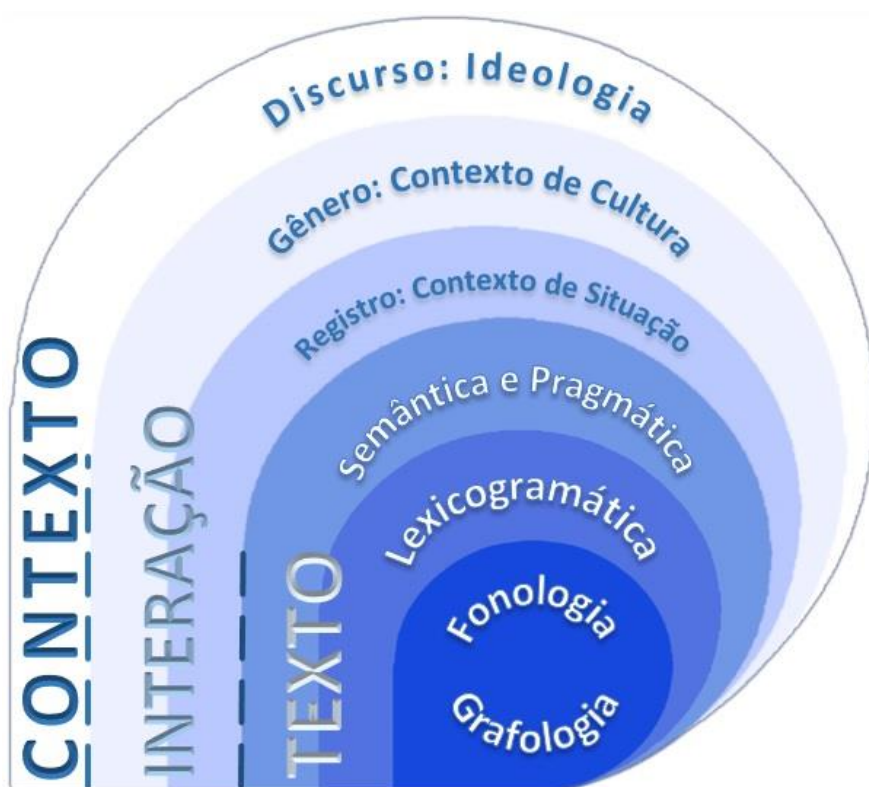 Discurso: Ideologia
Gênero: Contexto de Cultura
Registro: Contexto de Situação
Semântica e Pragmática
Lexicogramática
Fonologia
Grafologia
CONTEXTO
INTERAÇÃO
TEXTO